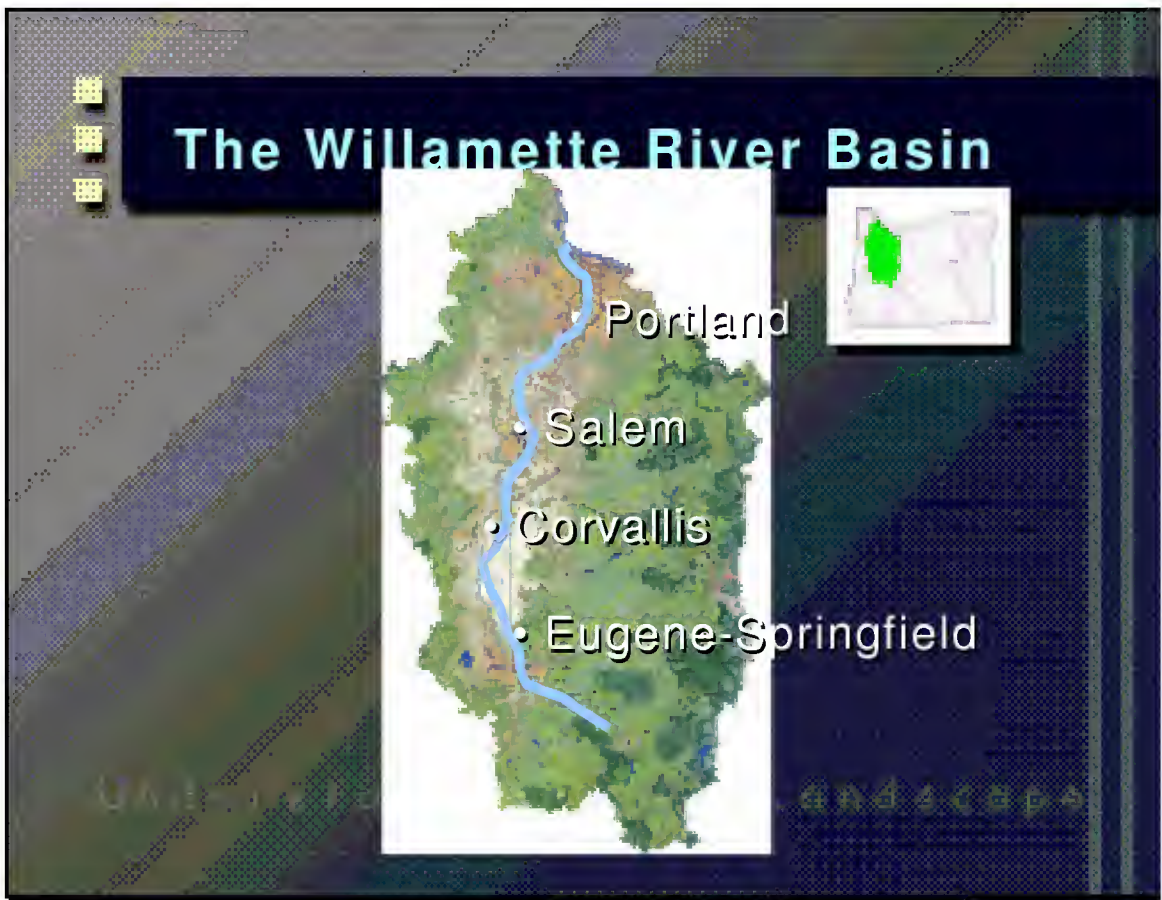 The Willamette River Basin
Portland
Salem
Corvallis
Eugene-Springfield